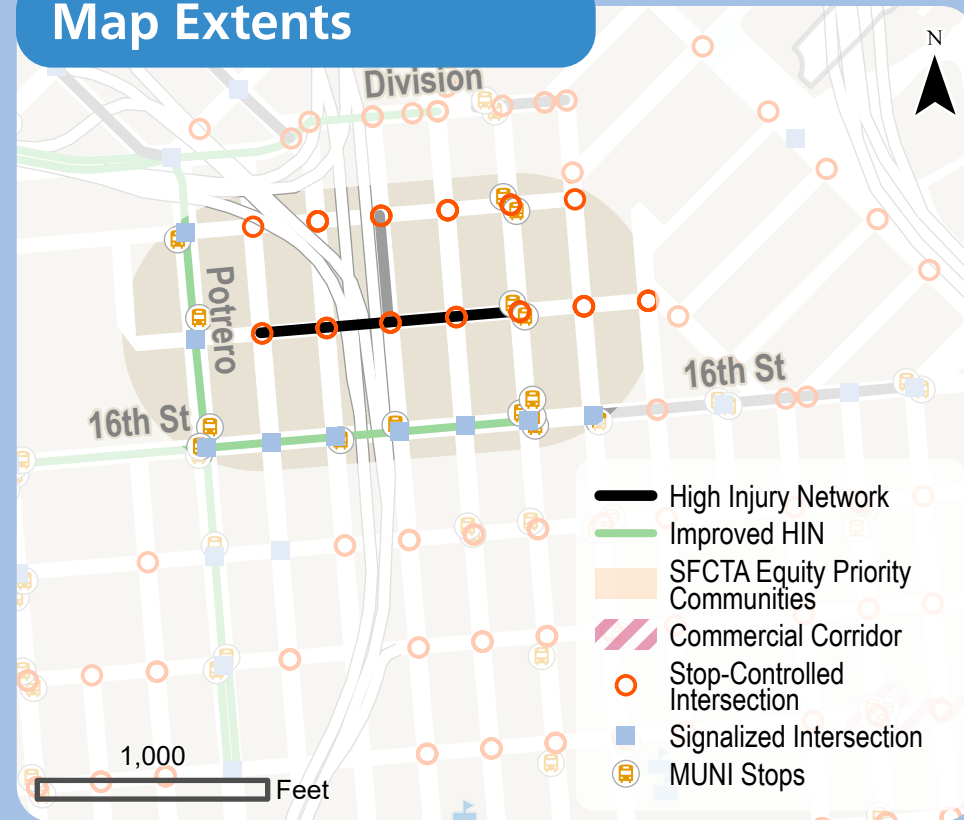 Map Extents
N
Division
Potrero
16th St
16th St
High Injury Network
Improved HIN
SFCTA Equity Priority
Communities
Commercial Corridor
Stop-Controlled
Intersection
Signalized Intersection
MUNI Stops
1,000
Feet